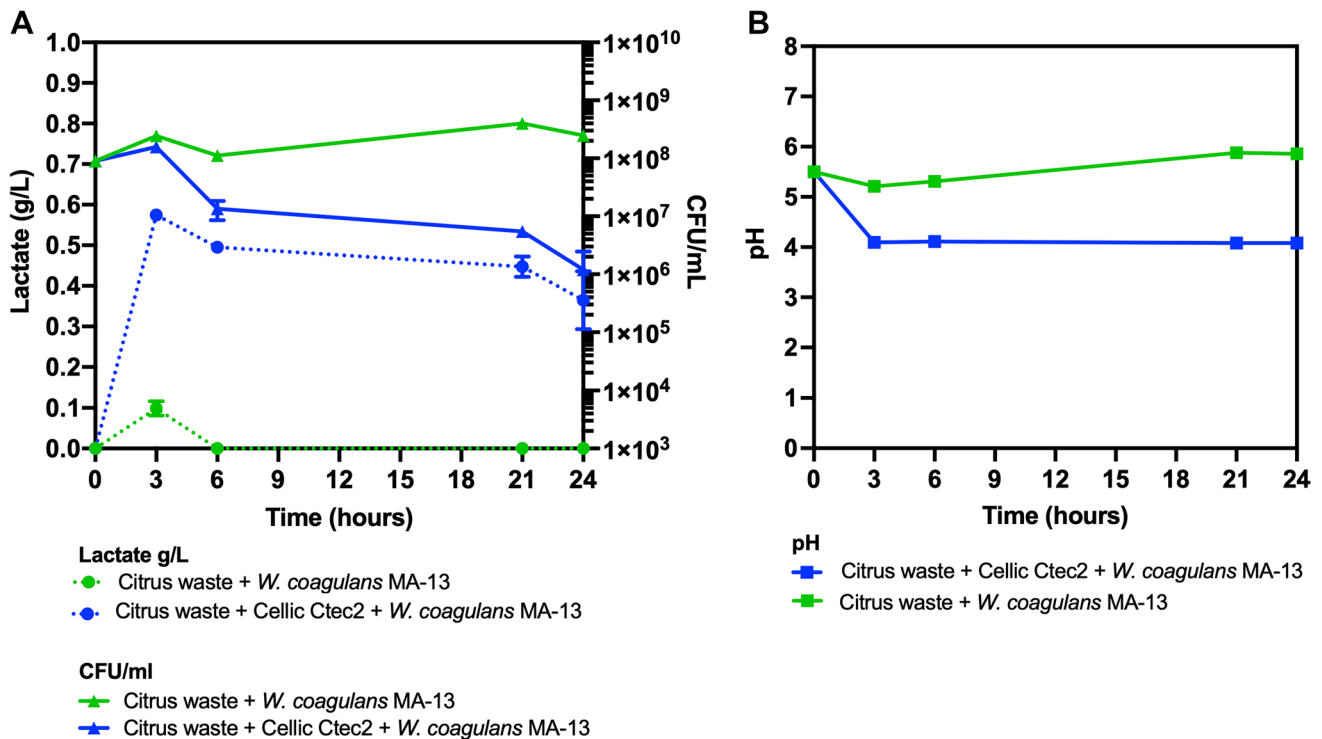 A
1.0
0.9
0.8
0.7
0.6
0.5
0.4
0.3
0.2
0.1
0.0
Lactate (g/L)
1×10¹⁰
1×10⁹
1×10⁸
1×10⁷
1×10⁶
1×10⁵
1×10⁴
1×10³
CFU/mL
0 3 6 9 12 15 18 21 24
Time (hours)
Lactate g/L
Citrus waste + W. coagulans MA-13
Citrus waste + Cellic Ctec2 + W. coagulans MA-13
CFU/ml
Citrus waste + W. coagulans MA-13
Citrus waste + Cellic Ctec2 + W. coagulans MA-13
B
8
7
6
5
4
3
2
1
0
pH
0 3 6 9 12 15 18 21 24
Time (hours)
pH
Citrus waste + Cellic Ctec2 + W. coagulans MA-13
Citrus waste + W. coagulans MA-13